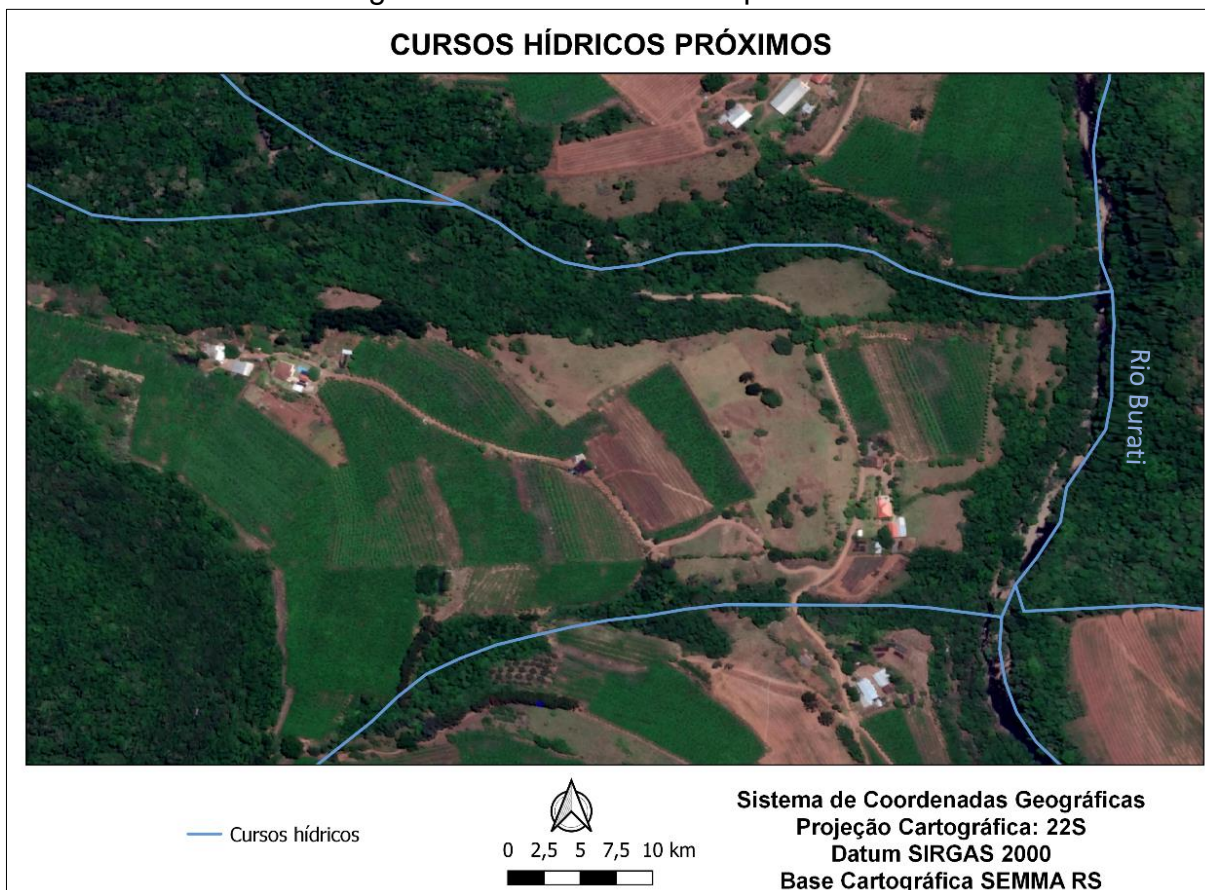 CURSOS HÍDRICOS PRÓXIMOS
Rio Burati
Cursos hídricos
0 2,5 5 7,5 10 km
Sistema de Coordenadas Geográficas
Projeção Cartográfica: 22S
Datum SIRGAS 2000
Base Cartográfica SEMMA RS